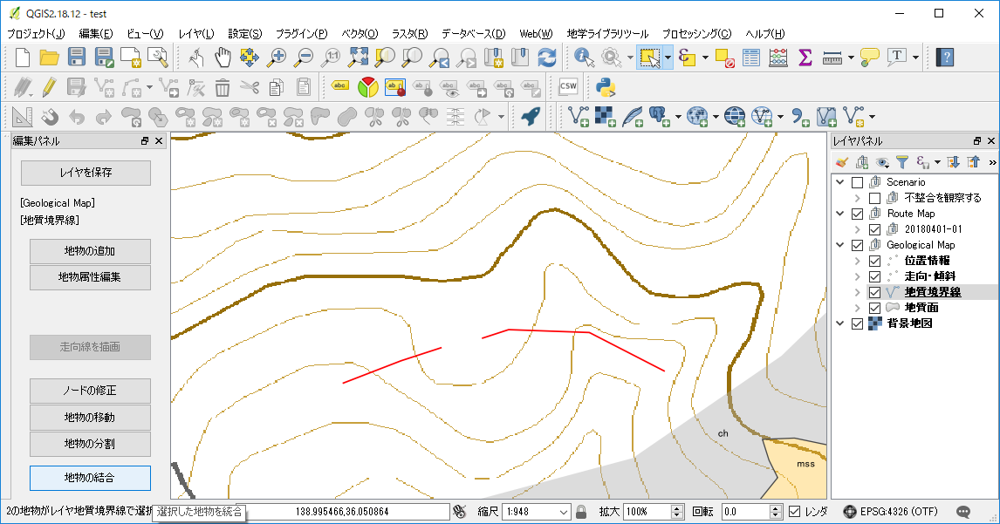 QGIS2.18.12 - test
プロジェクト(J) 編集(E) ビュー(V) レイヤ(L) 設定(S) プラグイン(P) ベクタ(O) ラスタ(R) データベース(D) Web(W) 地学ライブラリツール プロセッシング(C) ヘルプ(H)
1:1 ε Σ T ?
abc ab abc abc abc abc CSW
編集パネル
レイヤを保存
[Geological Map]
[地質境界線]
地物の追加
地物属性編集
走向線を描画
ノードの修正
地物の移動
地物の分割
地物の結合
ch
mss
レイヤパネル
»
Scenario
不整合を観察する
Route Map
20180401-01
Geological Map
位置情報
走向・傾斜
地質境界線
地質面
背景地図
2の地物がレイヤ地質境界線で選択
選択した地物を統合
138.995466,36.050864 縮尺 1:948 拡大 100% 回転 0.0 レンダ EPSG:4326 (OTF)